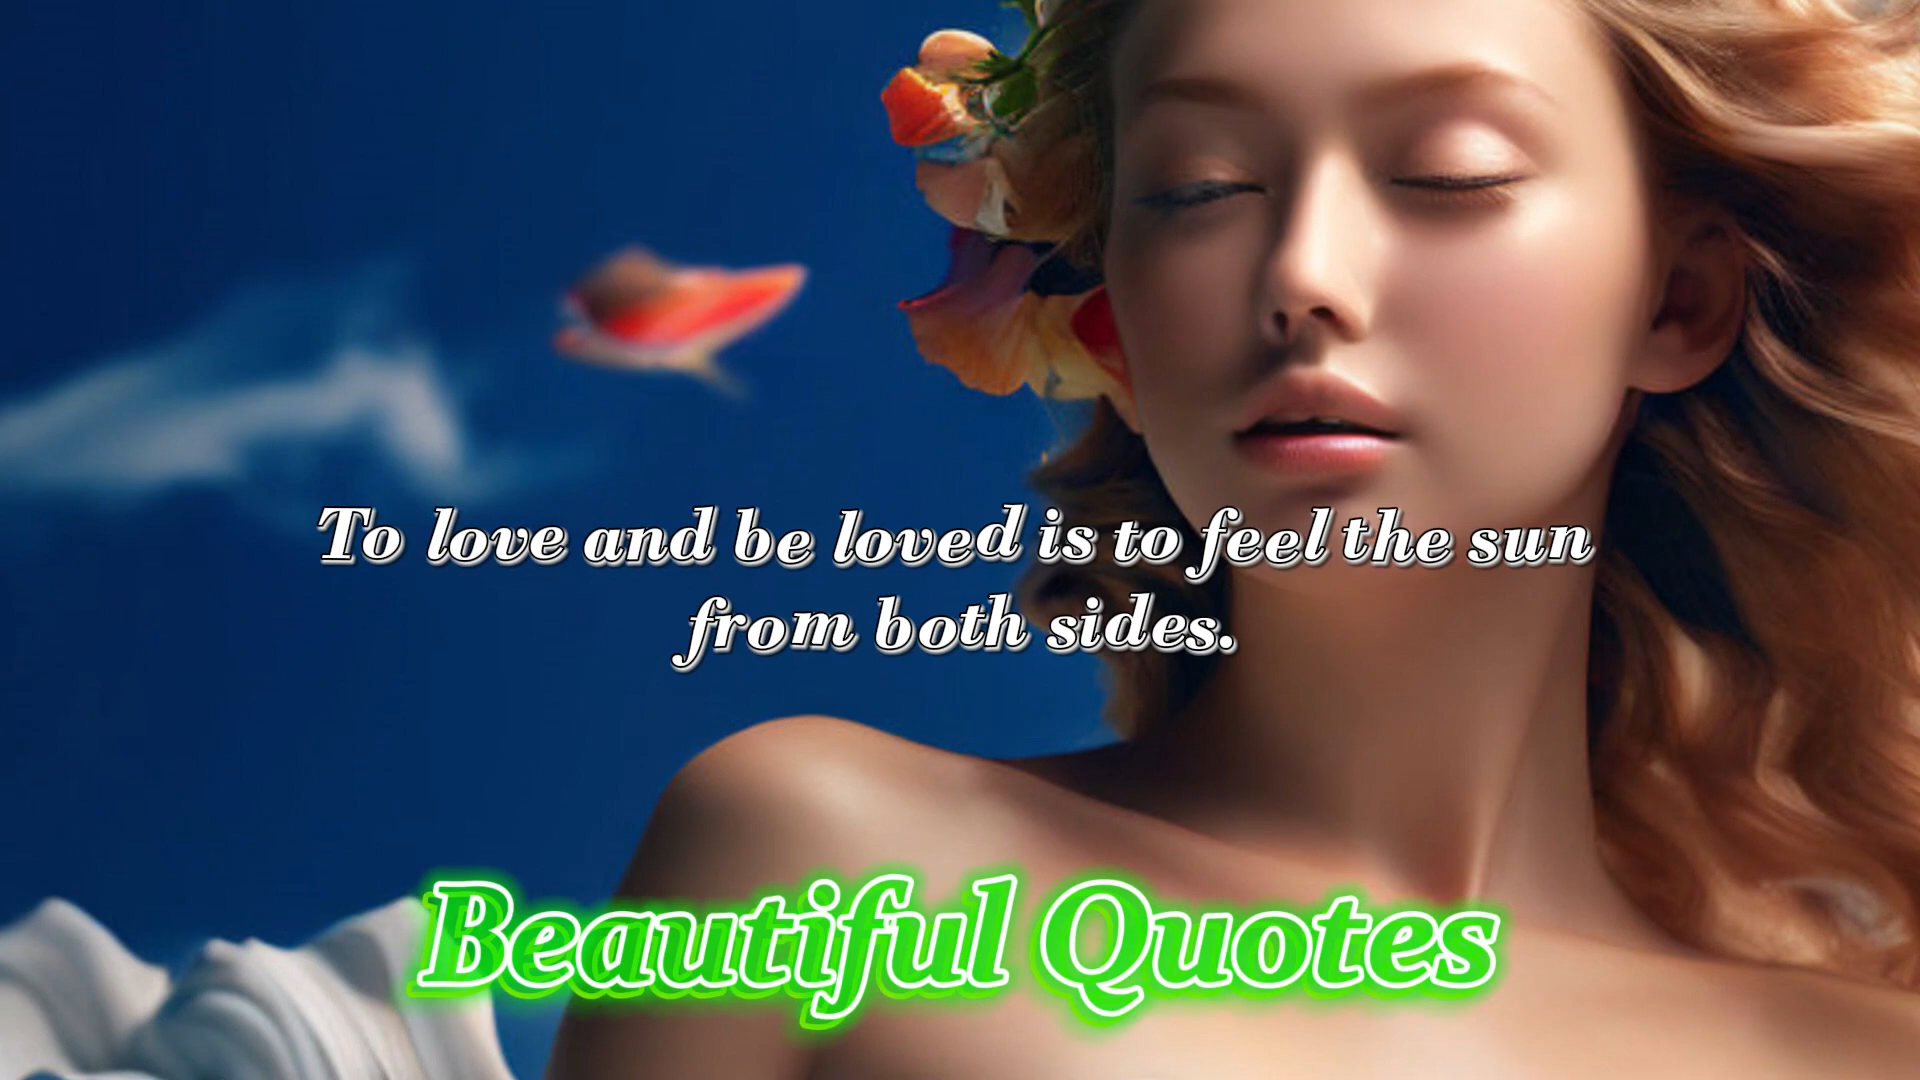 To love and be loved is to feel the sun
from both sides.
Beautiful Quotes